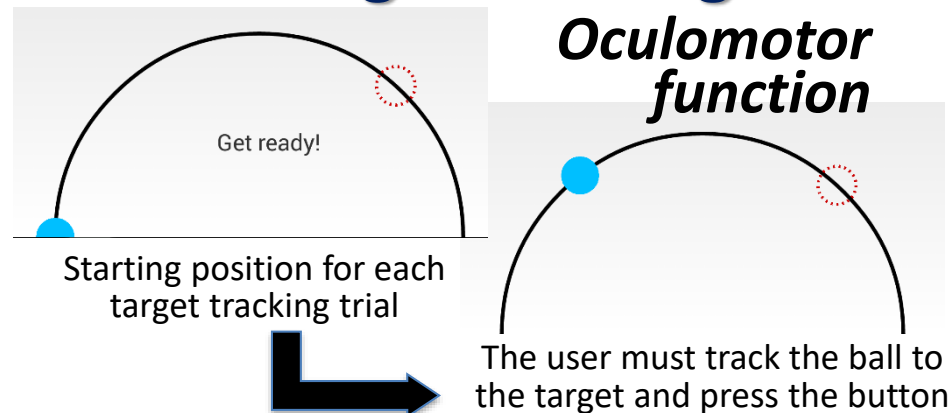 Oculomotor
function
Get ready!
Starting position for each
target tracking trial
The user must track the ball to
the target and press the button